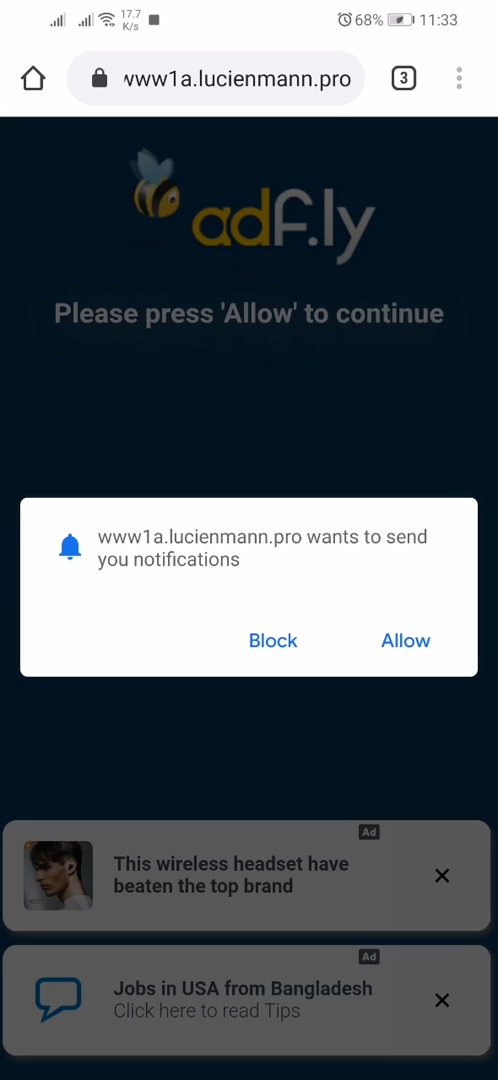 17.7
K/s
68%
11:33
www1a.lucienmann.pro
3
adf.ly
Please press 'Allow' to continue
www1a.lucienmann.pro wants to send
you notifications
Block
Allow
Ad
This wireless headset have
beaten the top brand
Ad
Jobs in USA from Bangladesh
Click here to read Tips